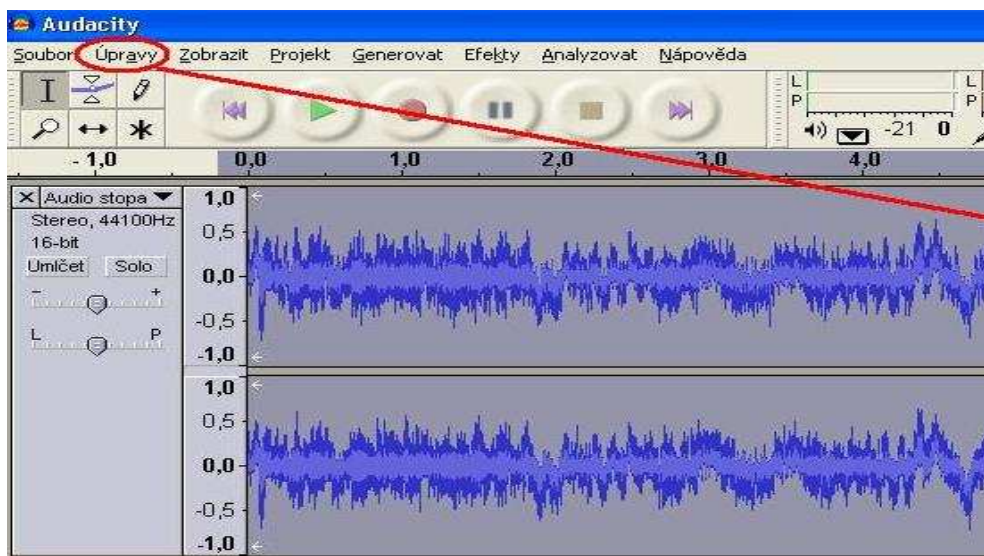 Audacity
Soubor Úpravy Zobrazit Projekt Generovat Efekty Analyzovat Nápověda
L
P
-21 0
L
P
- 1,0 0,0 1,0 2,0 3,0 4,0
Audio stopa
Stereo, 44100Hz
16-bit
Umlčet Solo
- +
L P
1,0
0,5
0,0
-0,5
-1,0
1,0
0,5
0,0
-0,5
-1,0